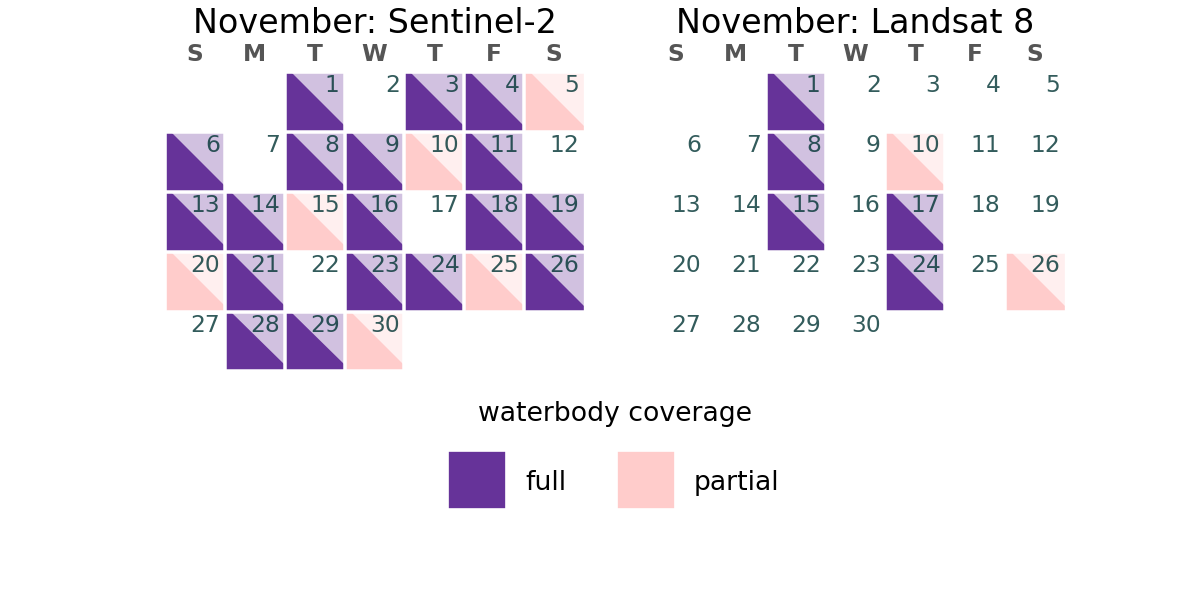 November: Sentinel-2
S M T W T F S
1 2 3 4 5
6 7 8 9 10 11 12
13 14 15 16 17 18 19
20 21 22 23 24 25 26
27 28 29 30
November: Landsat 8
S M T W T F S
1 2 3 4 5
6 7 8 9 10 11 12
13 14 15 16 17 18 19
20 21 22 23 24 25 26
27 28 29 30
waterbody coverage
full
partial